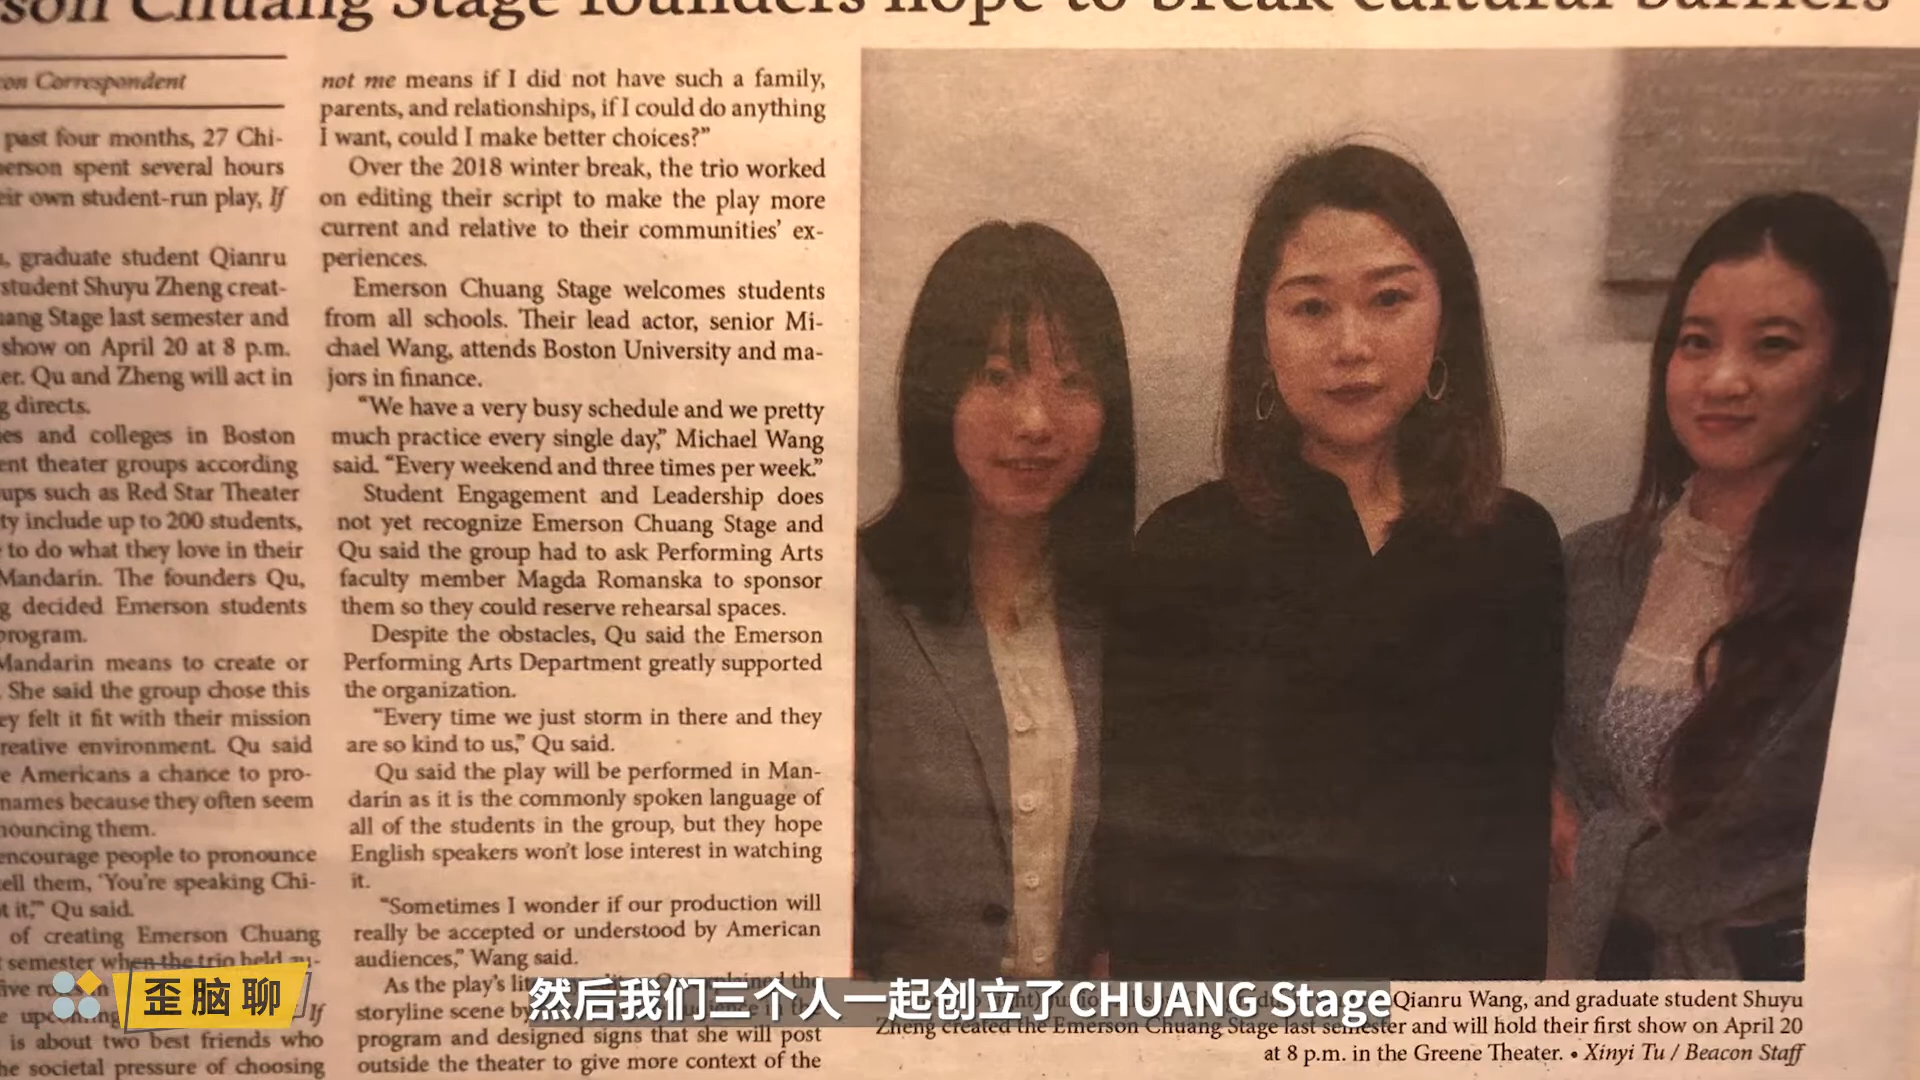 son Chuang Stage founders hope to break cultural barriers
on Correspondent
past four months, 27 Chi-
erson spent several hours
eir own student-run play, If
, graduate student Qianru
student Shuyu Zheng creat-
ang Stage last semester and
show on April 20 at 8 p.m.
er. Qu and Zheng will act in
g directs.
es and colleges in Boston
ent theater groups according
ups such as Red Star Theater
ty include up to 200 students,
to do what they love in their
Mandarin. The founders Qu,
g decided Emerson students
program.
Mandarin means to create or
. She said the group chose this
ey felt it fit with their mission
reative environment. Qu said
e Americans a chance to pro-
names because they often seem
nouncing them.
encourage people to pronounce
ell them, ‘You’re speaking Chi-
t it,’” Qu said.
of creating Emerson Chuang
semester when the trio held au-
If
is about two best friends who
he societal pressure of choosing
not me means if I did not have such a family,
parents, and relationships, if I could do anything
I want, could I make better choices?”
Over the 2018 winter break, the trio worked
on editing their script to make the play more
current and relative to their communities’ ex-
periences.
Emerson Chuang Stage welcomes students
from all schools. Their lead actor, senior Mi-
chael Wang, attends Boston University and ma-
jors in finance.
“We have a very busy schedule and we pretty
much practice every single day,” Michael Wang
said. “Every weekend and three times per week.”
Student Engagement and Leadership does
not yet recognize Emerson Chuang Stage and
Qu said the group had to ask Performing Arts
faculty member Magda Romanska to sponsor
them so they could reserve rehearsal spaces.
Despite the obstacles, Qu said the Emerson
Performing Arts Department greatly supported
the organization.
“Every time we just storm in there and they
are so kind to us,” Qu said.
Qu said the play will be performed in Man-
darin as it is the commonly spoken language of
all of the students in the group, but they hope
English speakers won’t lose interest in watching
it.
“Sometimes I wonder if our production will
really be accepted or understood by American
audiences,” Wang said.
As the play’s the
storyline scene by
program and designed signs that she will post
outside the theater to give more context of the
Qianru Wang, and graduate student Shuyu
Zheng created the Emerson Chuang Stage last semester and will hold their first show on April 20
at 8 p.m. in the Greene Theater. • Xinyi Tu / Beacon Staff
歪脑聊
然后我们三个人一起创立了CHUANG Stage